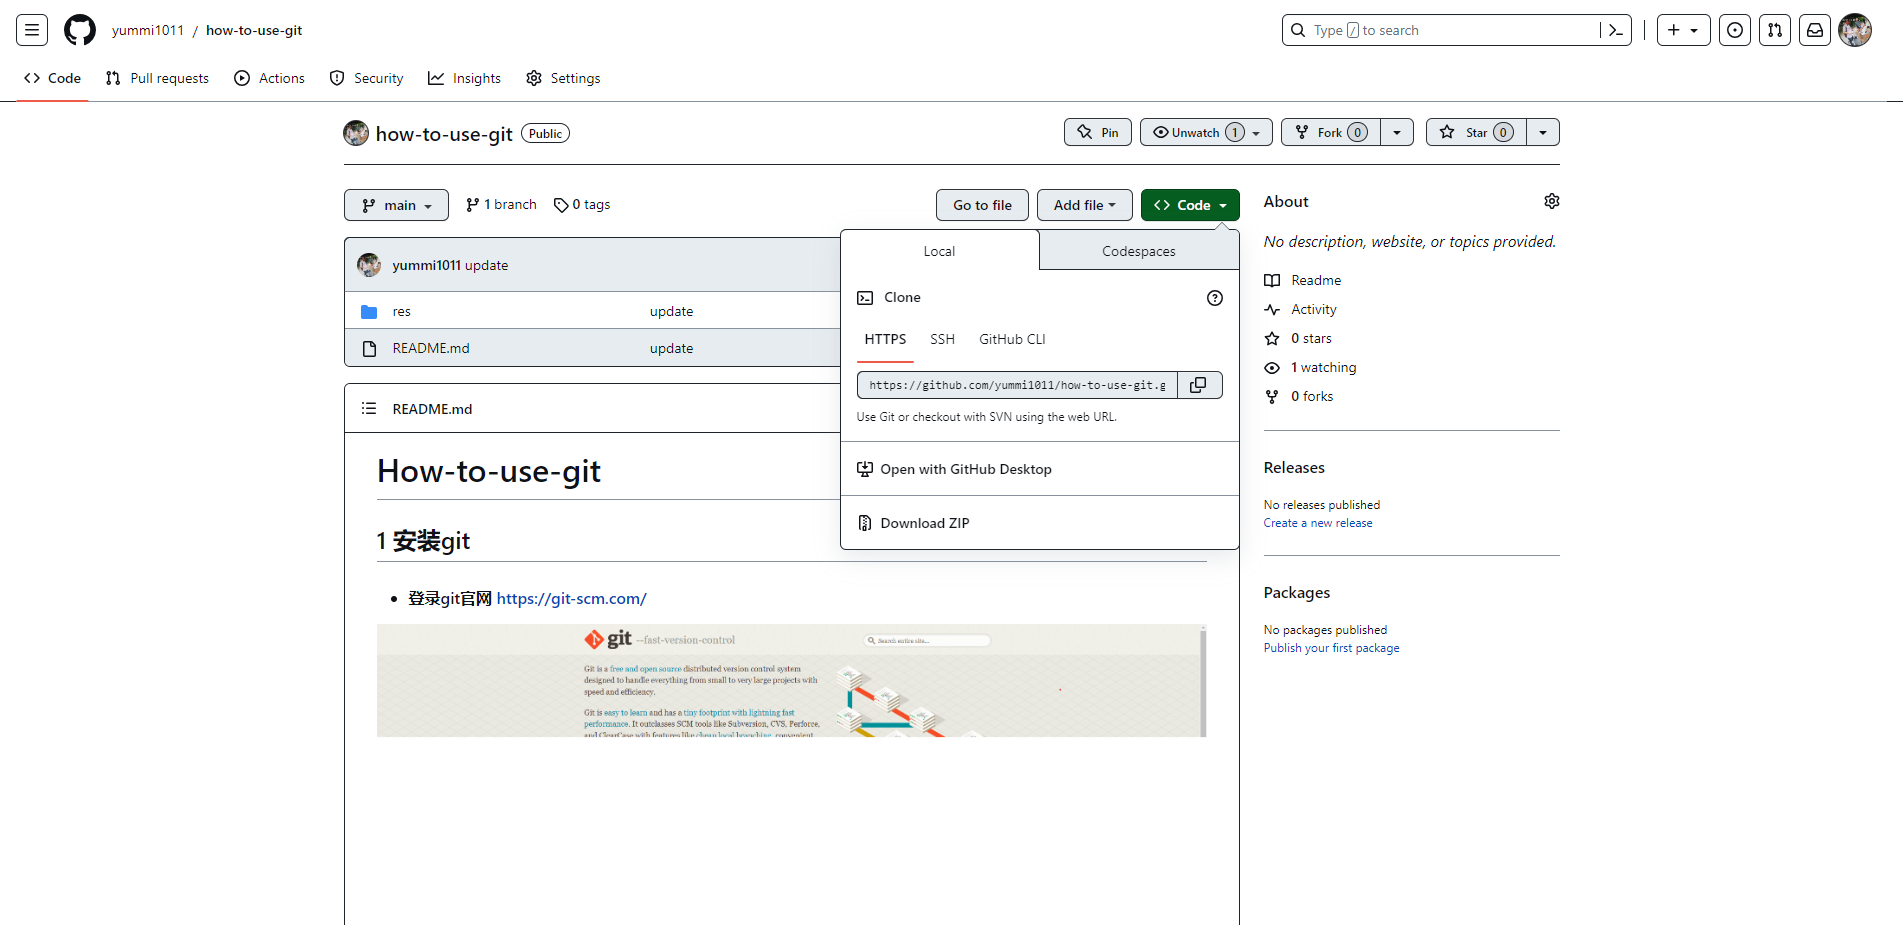 yummi1011 / how-to-use-git
Type / to search
Code Pull requests Actions Security Insights Settings
how-to-use-git Public
Pin Unwatch 1 Fork 0 Star 0
main 1 branch 0 tags
Go to file Add file Code
yummi1011 update
res update
README.md update
Local Codespaces
Clone
HTTPS SSH GitHub CLI
https://github.com/yummi1011/how-to-use-git.g
Use Git or checkout with SVN using the web URL.
Open with GitHub Desktop
Download ZIP
README.md
How-to-use-git
1 安装git
登录git官网 https://git-scm.com/
git --fast-version-control
Search entire site...
Git is a free and open source distributed version control system
designed to handle everything from small to very large projects with
speed and efficiency.
Git is easy to learn and has a tiny footprint with lightning fast
performance. It outclasses SCM tools like Subversion, CVS, Perforce,
and ClearCase with features like cheap local branching, convenient
About
No description, website, or topics provided.
Readme
Activity
0 stars
1 watching
0 forks
Releases
No releases published
Create a new release
Packages
No packages published
Publish your first package